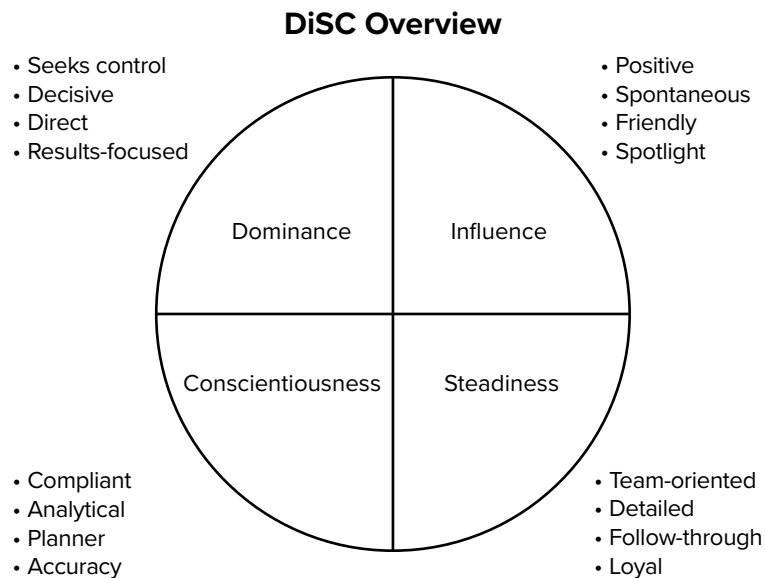 DiSC Overview
• Seeks control
• Decisive
• Direct
• Results-focused
• Positive
• Spontaneous
• Friendly
• Spotlight
Dominance
Influence
Conscientiousness
Steadiness
• Compliant
• Analytical
• Planner
• Accuracy
• Team-oriented
• Detailed
• Follow-through
• Loyal